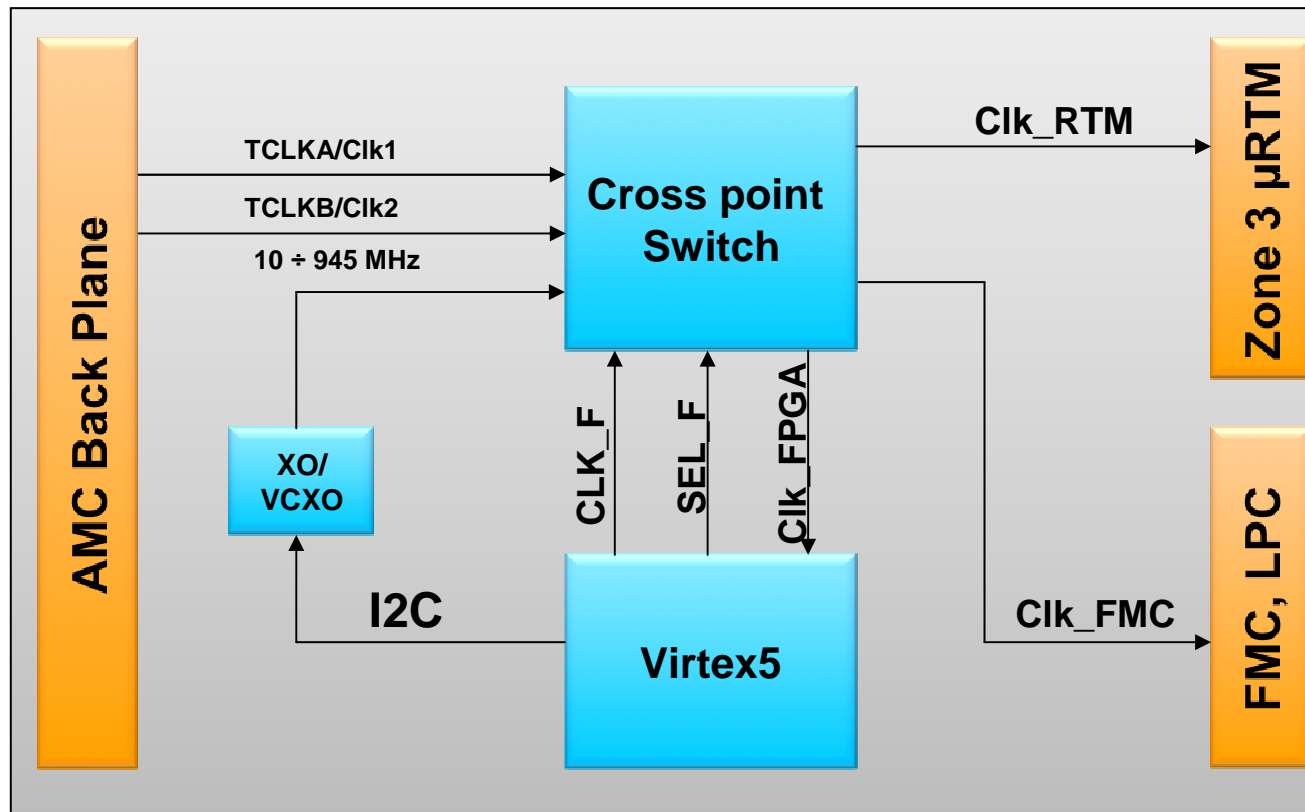 AMC Back Plane
TCLKA/Clk1
TCLKB/Clk2
10 ÷ 945 MHz
Cross point
Switch
Clk_RTM
Zone 3 µRTM
XO/
VCXO
CLK_F
SEL_F
Clk_FPGA
I2C
Virtex5
Clk_FMC
FMC, LPC